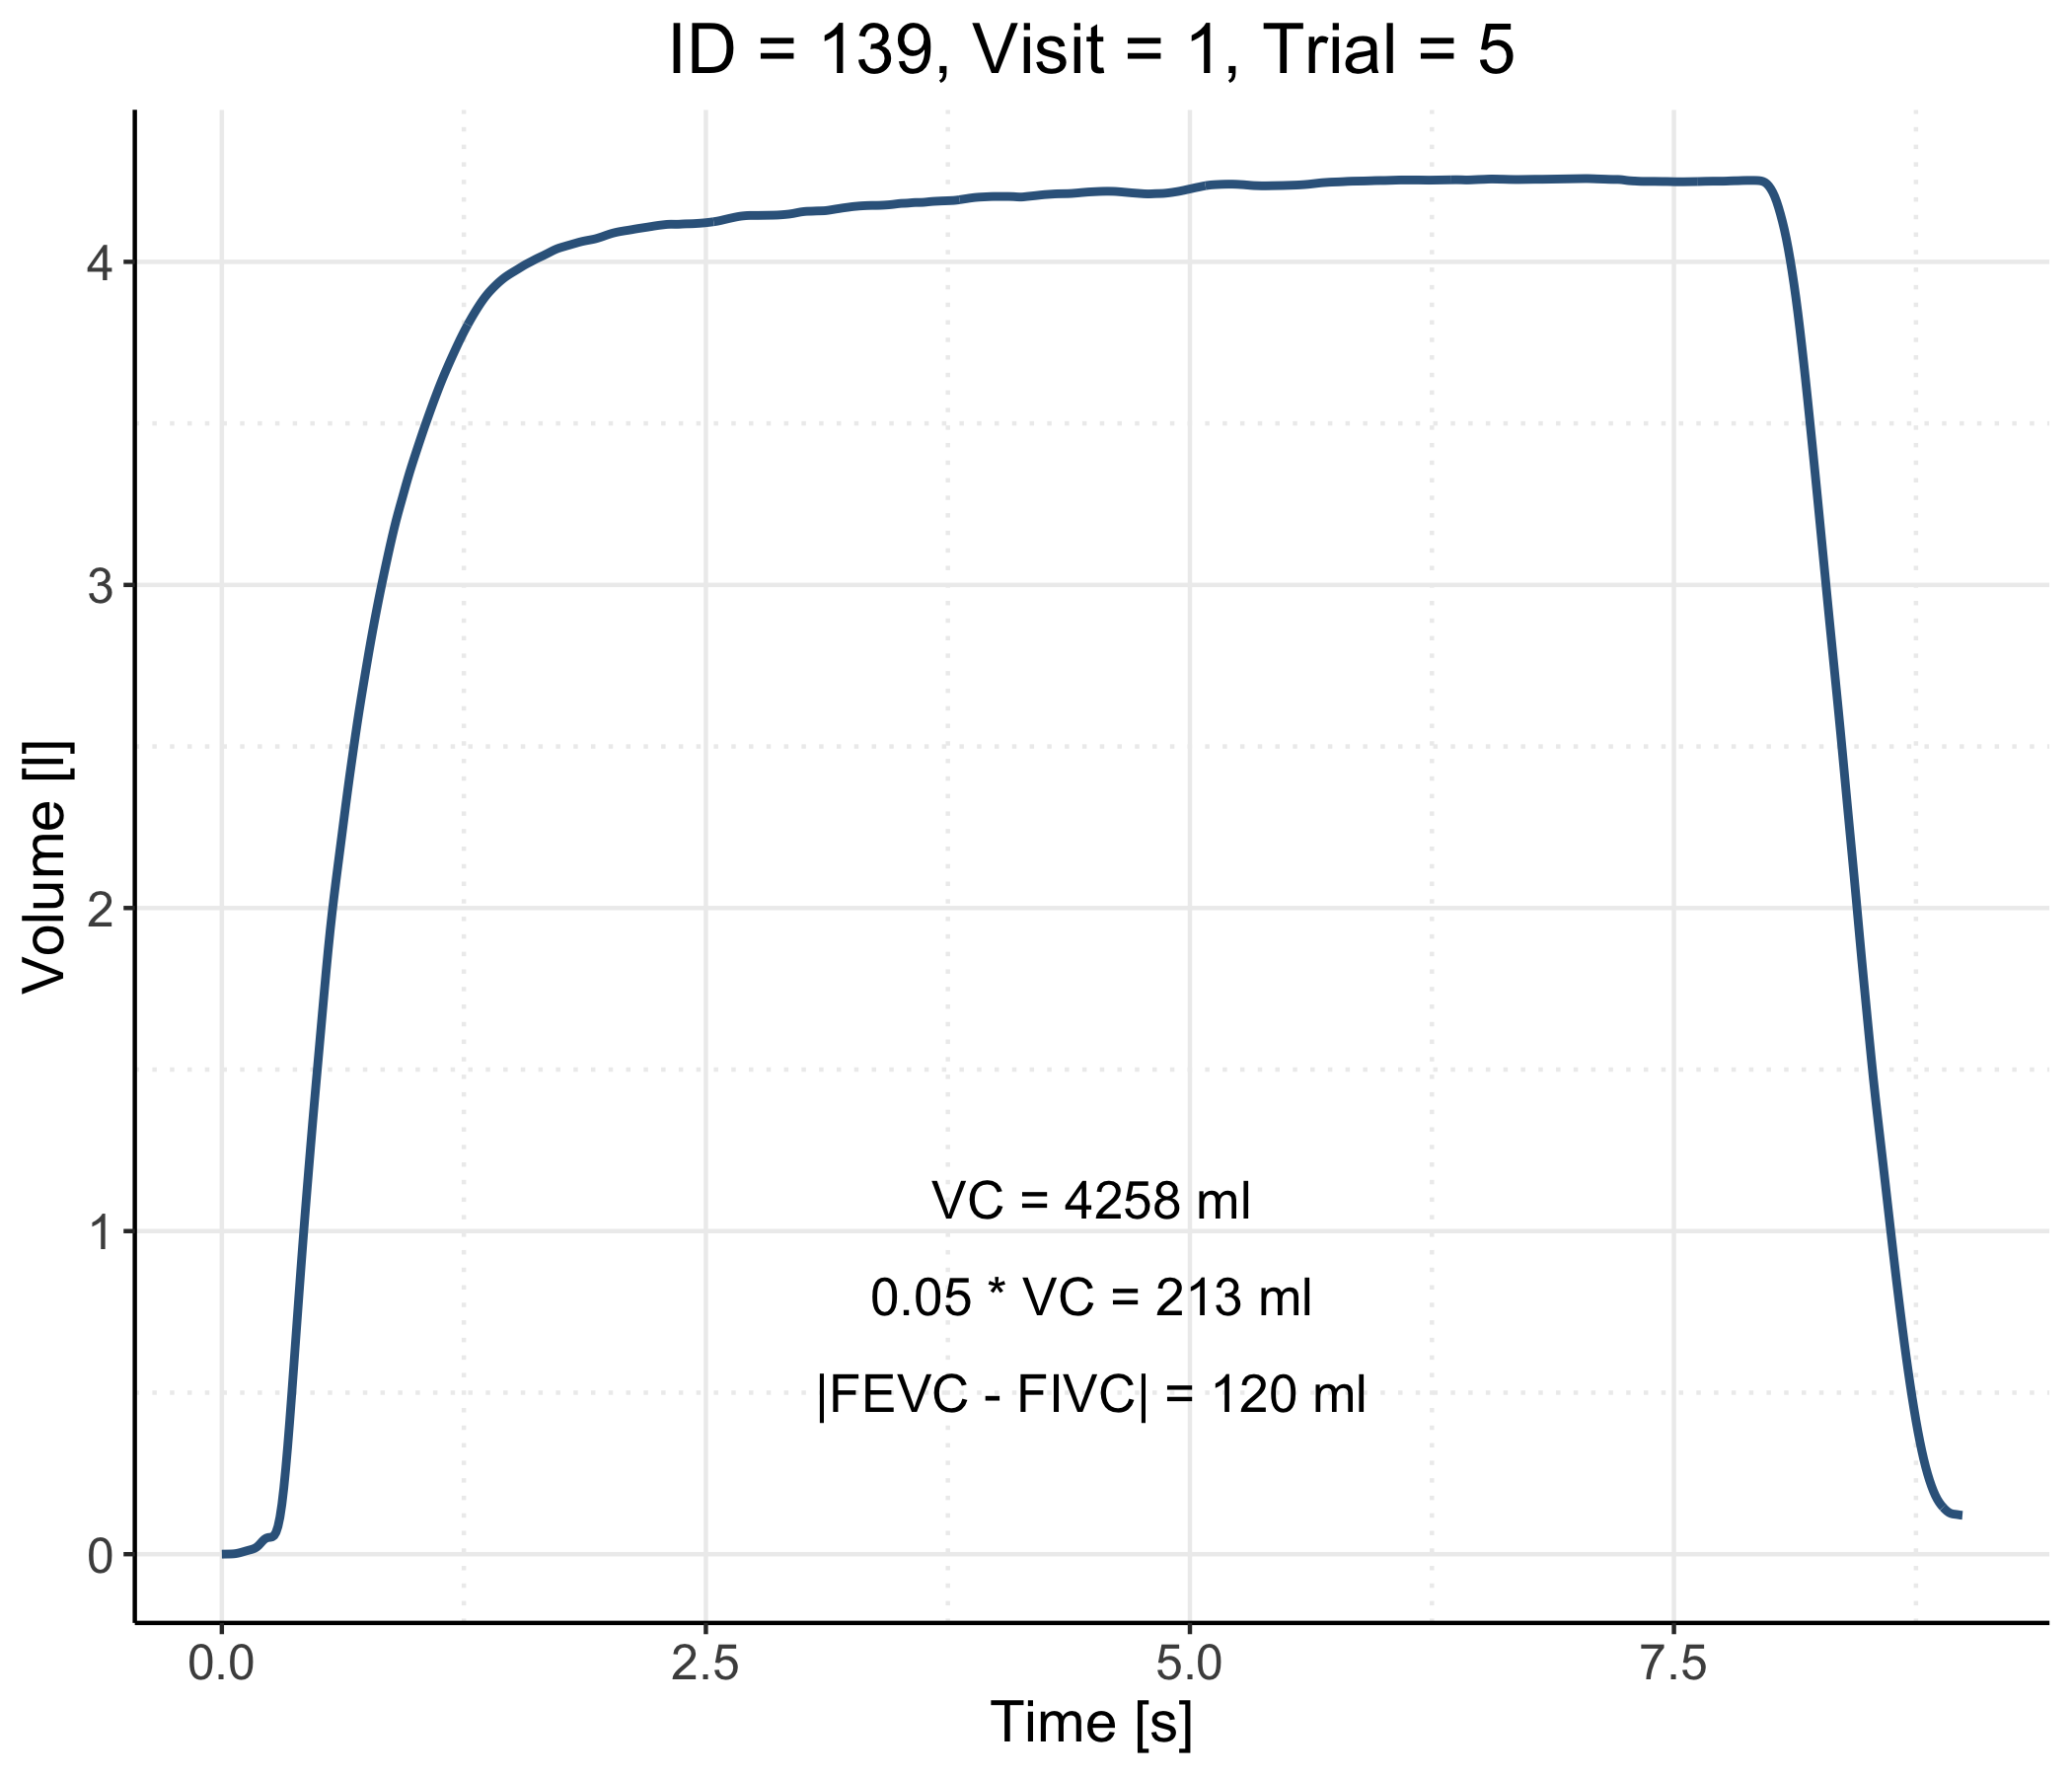 ID = 139, Visit = 1, Trial = 5
Volume [l]
4
3
2
1
0
VC = 4258 ml
0.05 * VC = 213 ml
|FEVC - FIVC| = 120 ml
0.0 2.5 5.0 7.5
Time [s]